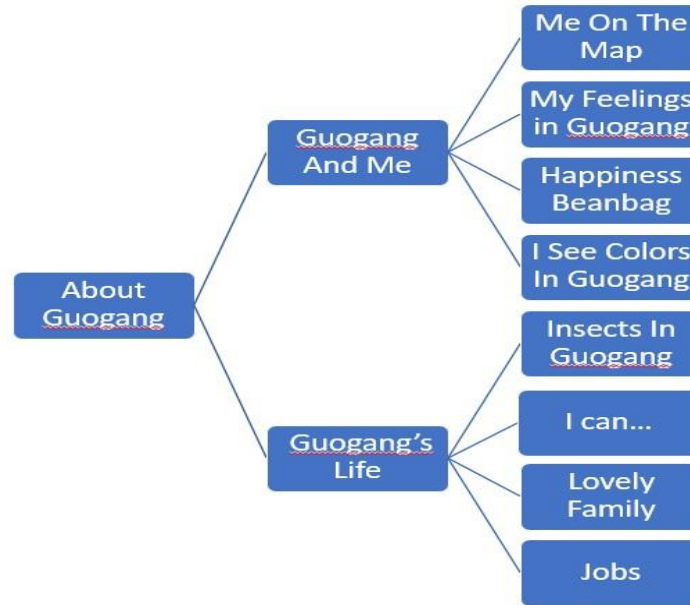 About
Guogang
Guogang
And Me
Me On The
Map
My Feelings
in Guogang
Happiness
Beanbag
I See Colors
In Guogang
Guogang’s
Life
Insects In
Guogang
I can...
Lovely
Family
Jobs